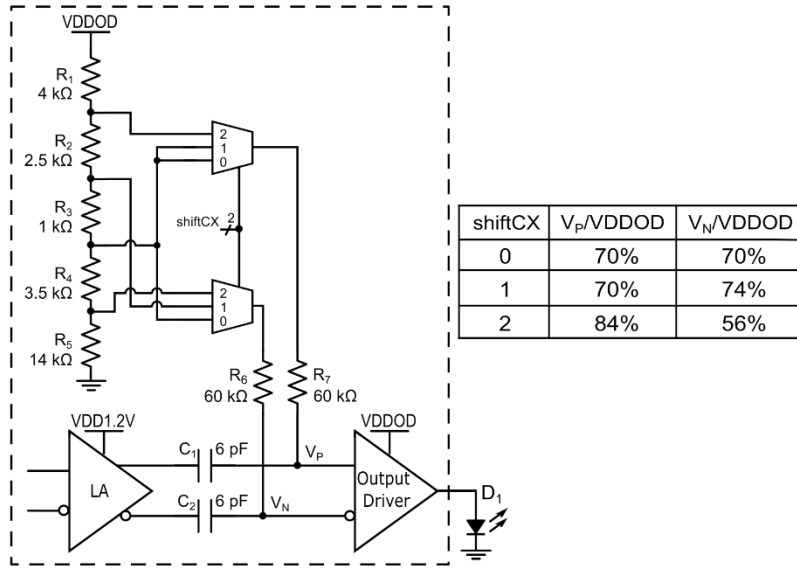 VDDOD
R1
4 kΩ
R2
2.5 kΩ
R3
1 kΩ
R4
3.5 kΩ
R5
14 kΩ
2
1
0
shiftCX
2
2
1
0
R6
60 kΩ
R7
60 kΩ
VDD1.2V
LA
C1
6 pF
C2
6 pF
VP
VN
VDDOD
Output
Driver
D1
shiftCX VP/VDDOD VN/VDDOD
0 70% 70%
1 70% 74%
2 84% 56%